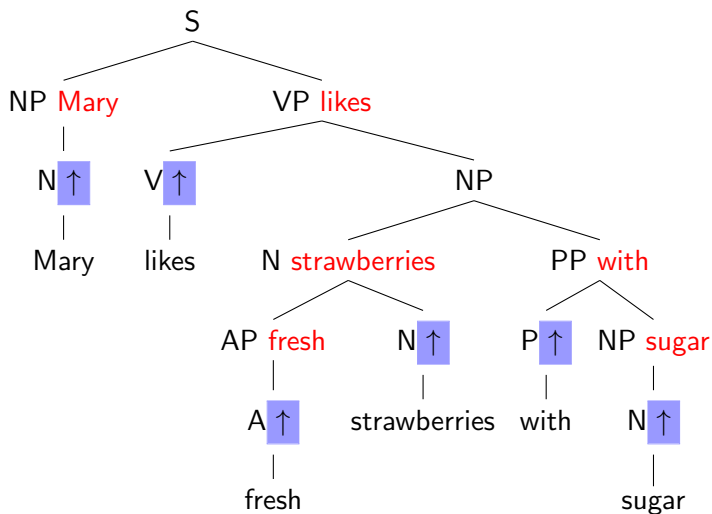 S
NP Mary VP likes
N ↑ V ↑ NP
Mary likes N strawberries PP with
AP fresh N ↑ P ↑ NP sugar
A ↑ strawberries with N ↑
fresh sugar